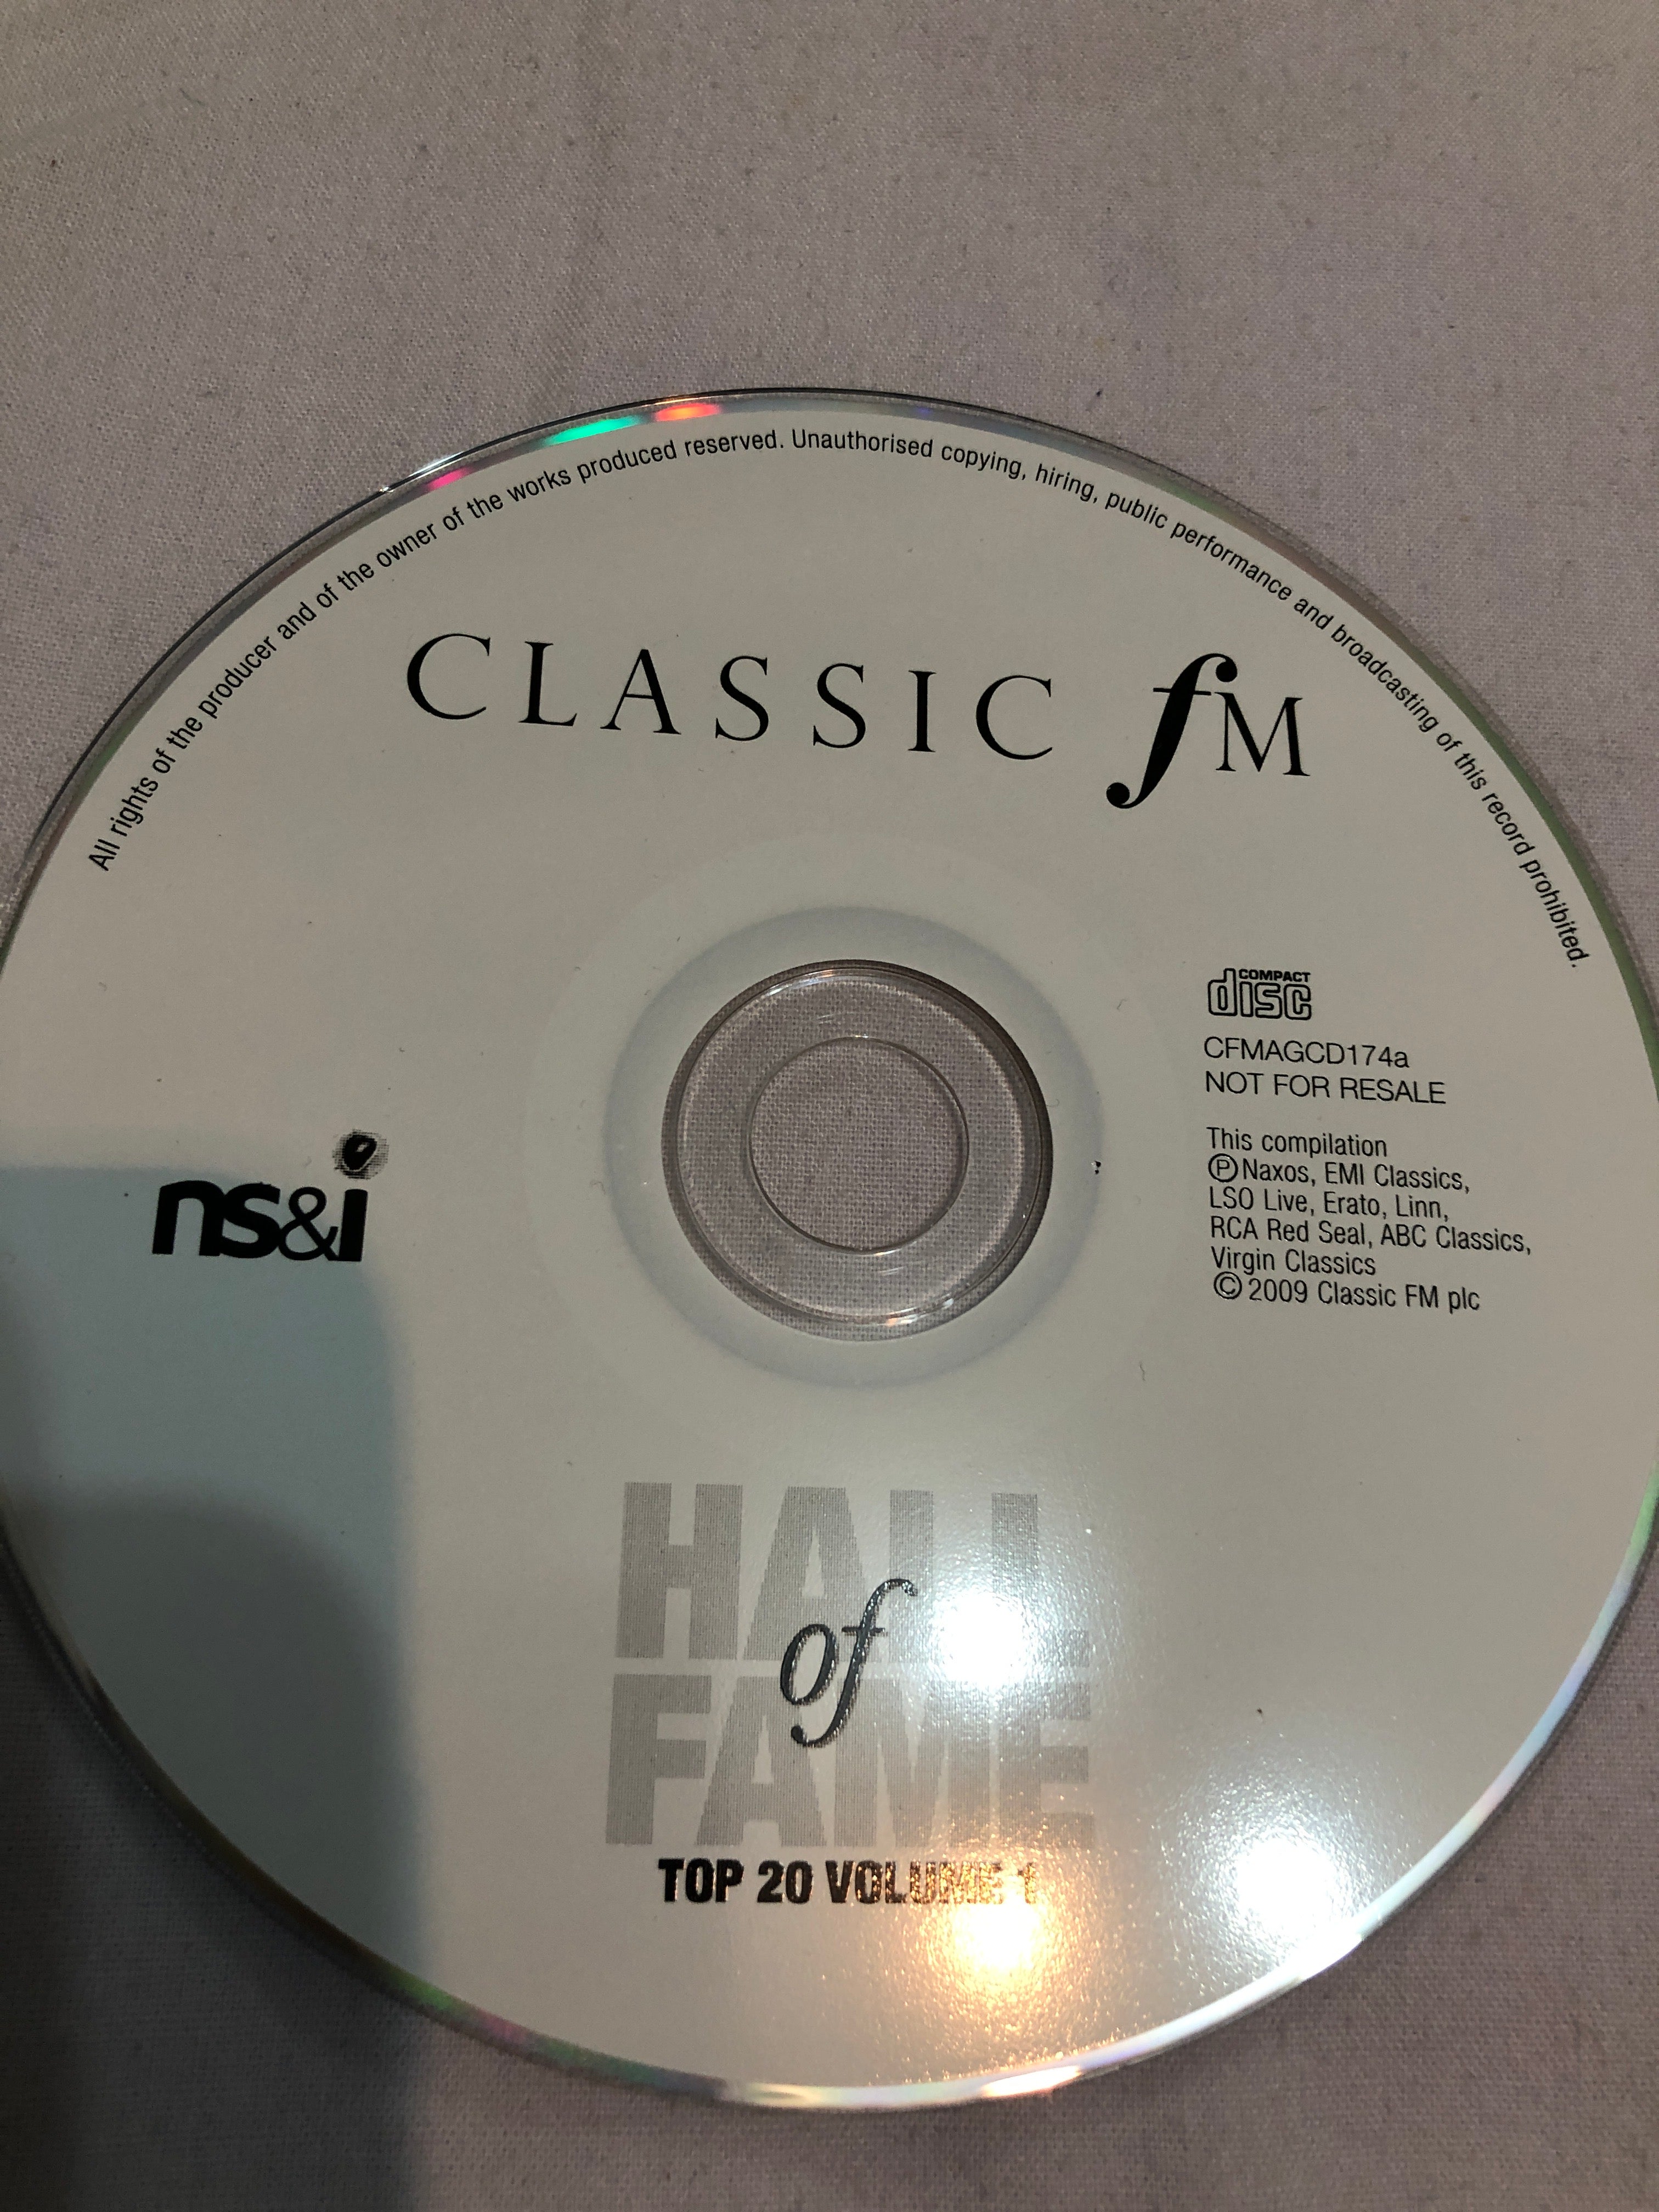 All rights of the producer and of the owner of the works produced reserved. Unauthorised copying, hiring, public performance and broadcasting of this record prohibited.
CLASSIC fM
COMPACT
disc
CFMAGCD174a
NOT FOR RESALE
This compilation
℗ Naxos, EMI Classics,
LSO Live, Erato, Linn,
RCA Red Seal, ABC Classics,
Virgin Classics
© 2009 Classic FM plc
ns&i
HALL
of
FAME
TOP 20 VOLUME 1